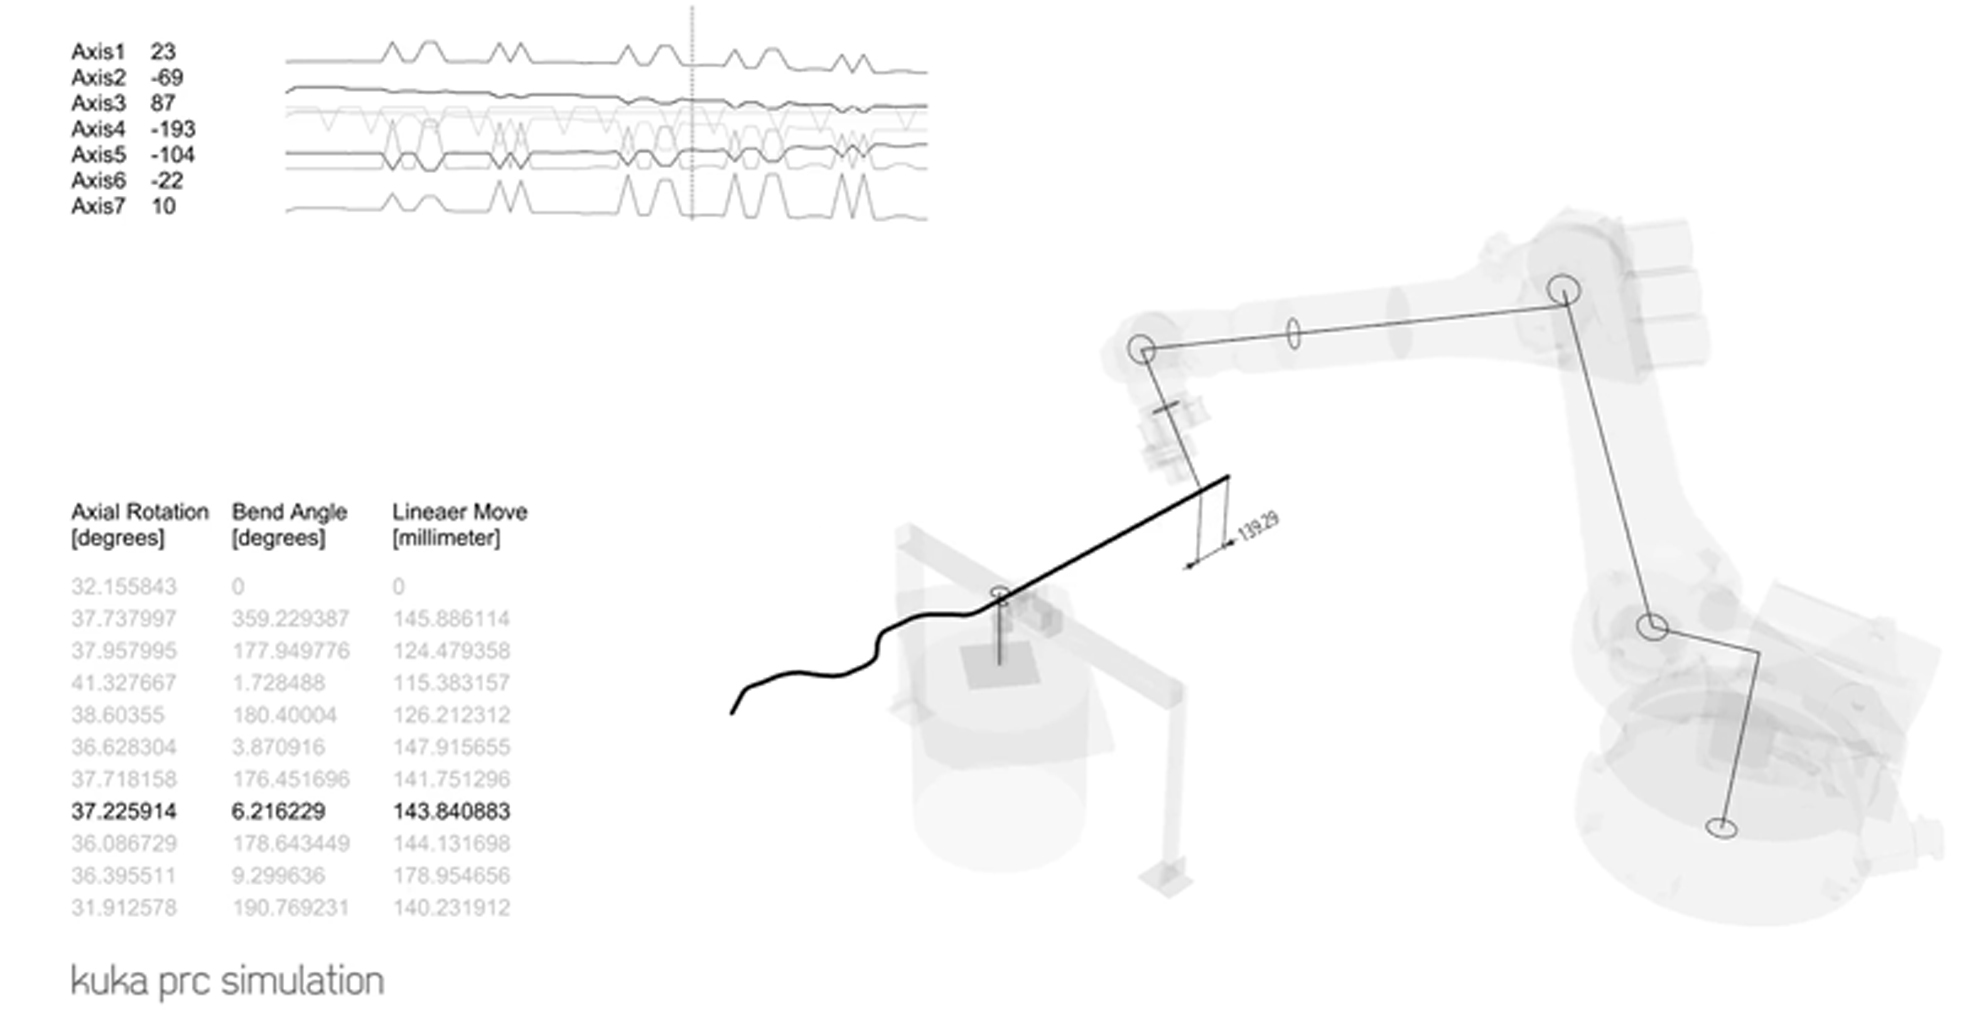 Axis1 23
Axis2 -69
Axis3 87
Axis4 -193
Axis5 -104
Axis6 -22
Axis7 10
139.29
Axial Rotation Bend Angle Lineaer Move
[degrees] [degrees] [millimeter]
32.155843 0 0
37.737997 359.229387 145.886114
37.957995 177.949776 124.479358
41.327667 1.728488 115.383157
38.60355 180.40004 126.212312
36.628304 3.870916 147.915655
37.718158 176.451696 141.751296
37.225914 6.216229 143.840883
36.086729 178.643449 144.131698
36.395511 9.299636 178.954656
31.912578 190.769231 140.231912
kuka prc simulation